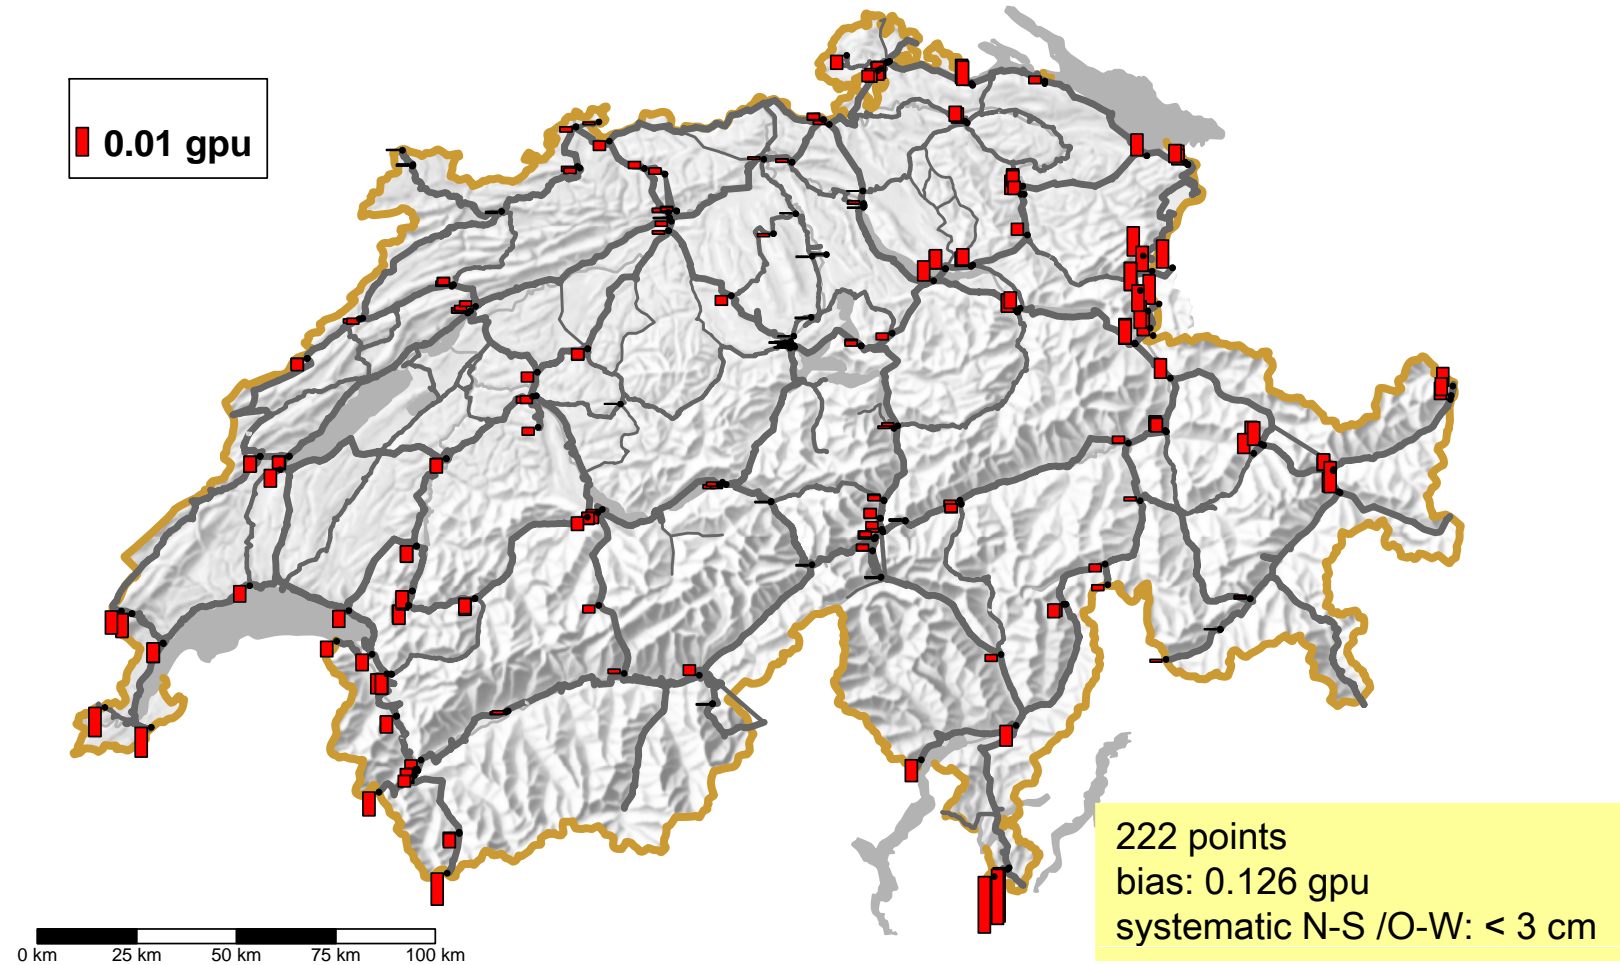 0.01 gpu
222 points
bias: 0.126 gpu
systematic N-S /O-W: < 3 cm
0 km 25 km 50 km 75 km 100 km